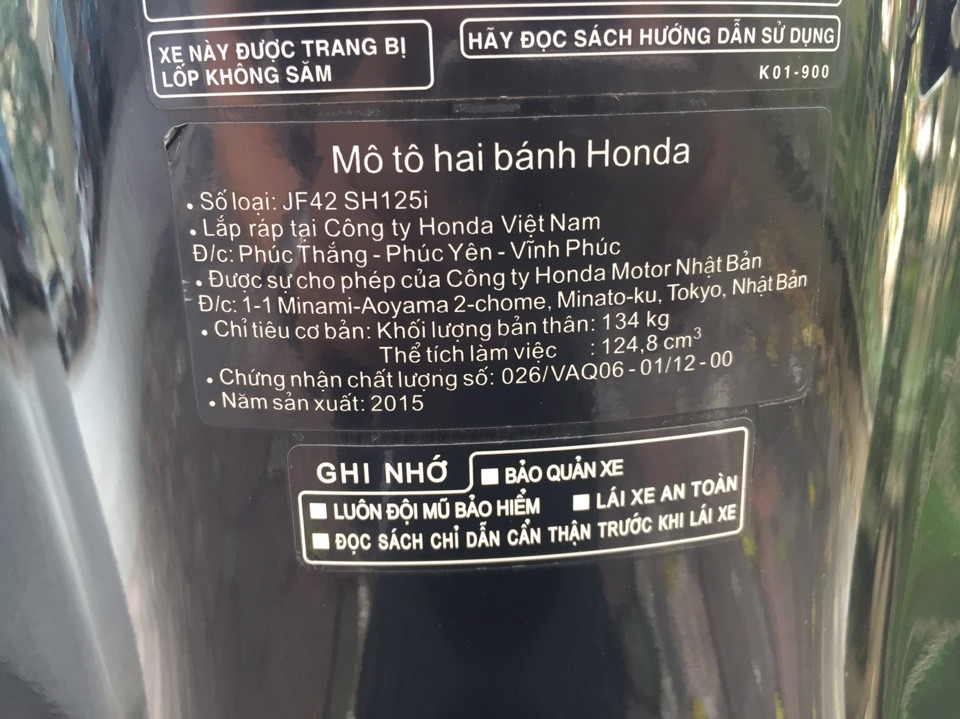 XE NÀY ĐƯỢC TRANG BỊ
LỐP KHÔNG SĂM
HÃY ĐỌC SÁCH HƯỚNG DẪN SỬ DỤNG
K01-900
Mô tô hai bánh Honda
• Số loại: JF42 SH125i
• Lắp ráp tại Công ty Honda Việt Nam
Đ/c: Phúc Thắng - Phúc Yên - Vĩnh Phúc
• Được sự cho phép của Công ty Honda Motor Nhật Bản
Đ/c: 1-1 Minami-Aoyama 2-chome, Minato-ku, Tokyo, Nhật Bản
• Chỉ tiêu cơ bản: Khối lượng bản thân: 134 kg
Thể tích làm việc : 124,8 cm³
• Chứng nhận chất lượng số: 026/VAQ06 - 01/12 - 00
• Năm sản xuất: 2015
GHI NHỚ
■ BẢO QUẢN XE
■ LUÔN ĐỘI MŨ BẢO HIỂM ■ LÁI XE AN TOÀN
■ ĐỌC SÁCH CHỈ DẪN CẨN THẬN TRƯỚC KHI LÁI XE